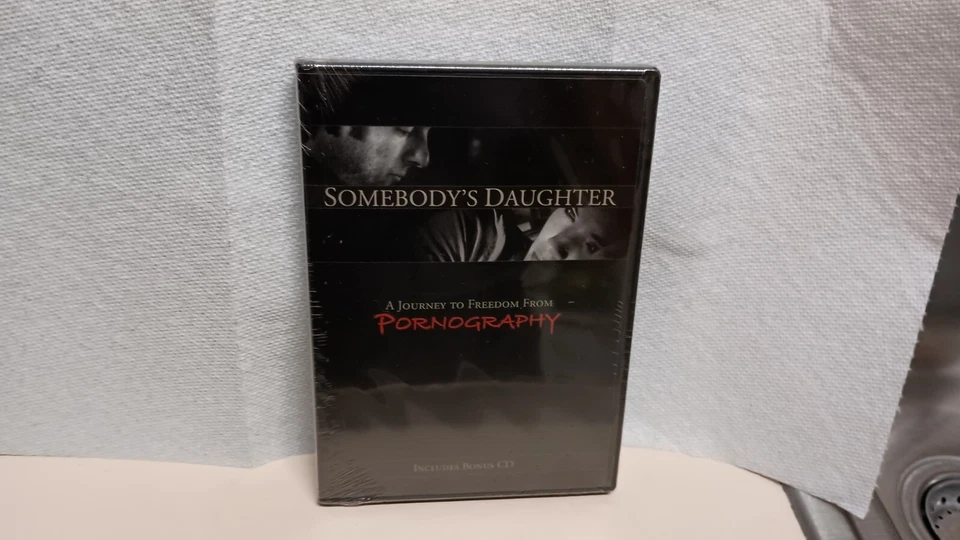 SOMEBODY'S DAUGHTER
A JOURNEY TO FREEDOM FROM
PORNOGRAPHY
INCLUDES BONUS CD